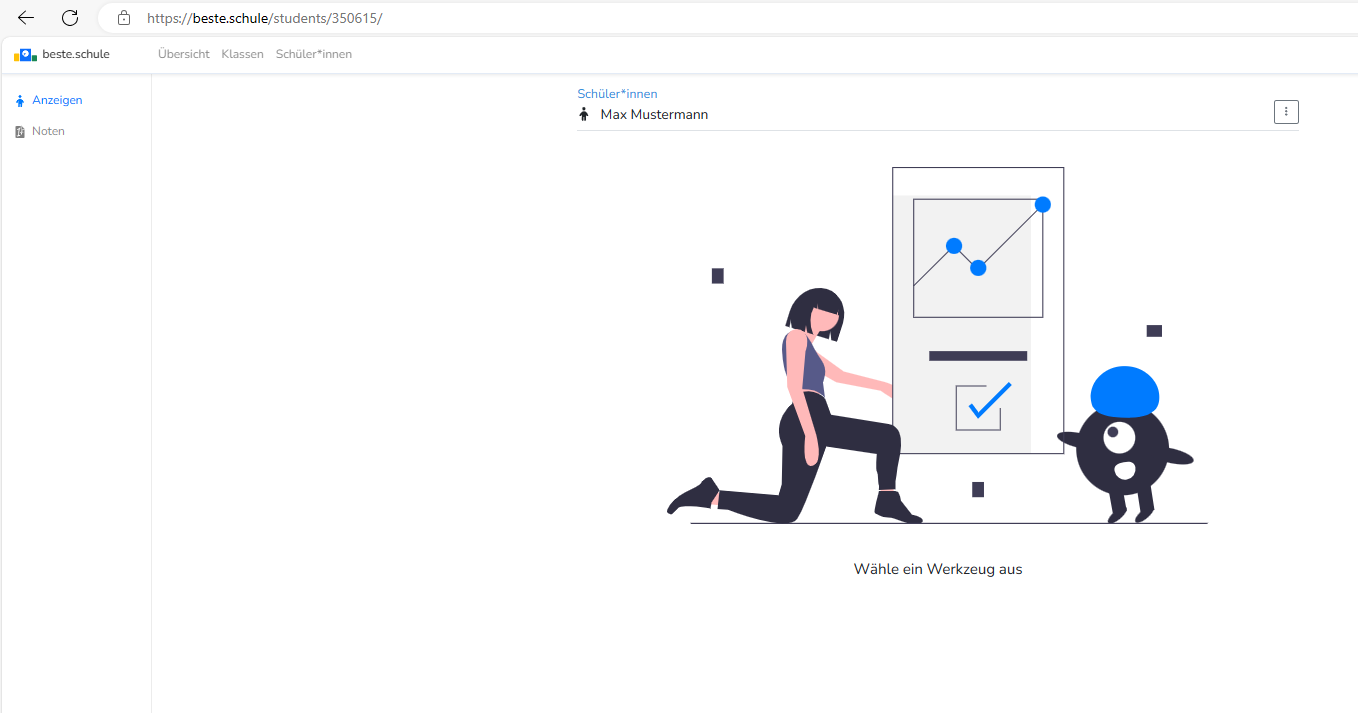 https://beste.schule/students/350615/
beste.schule Übersicht Klassen Schüler*innen
Anzeigen
Noten
Schüler*innen
Max Mustermann
Wähle ein Werkzeug aus